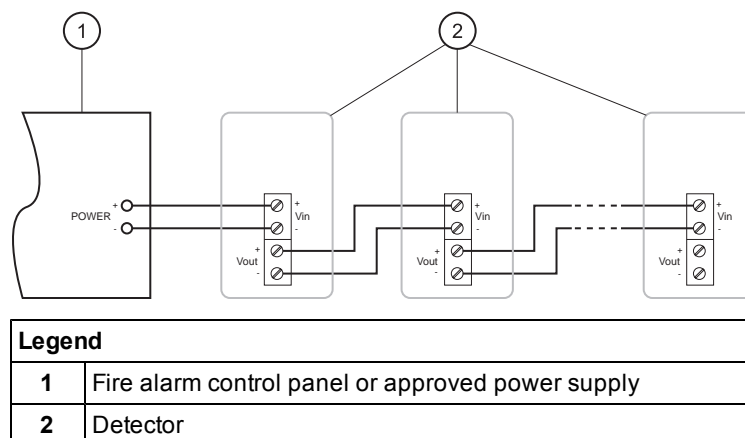 1
2
POWER
+
-
+
Vin
-
+
Vout
-
+
Vin
-
+
Vout
-
+
Vin
-
+
Vout
-
Legend
1 Fire alarm control panel or approved power supply
2 Detector